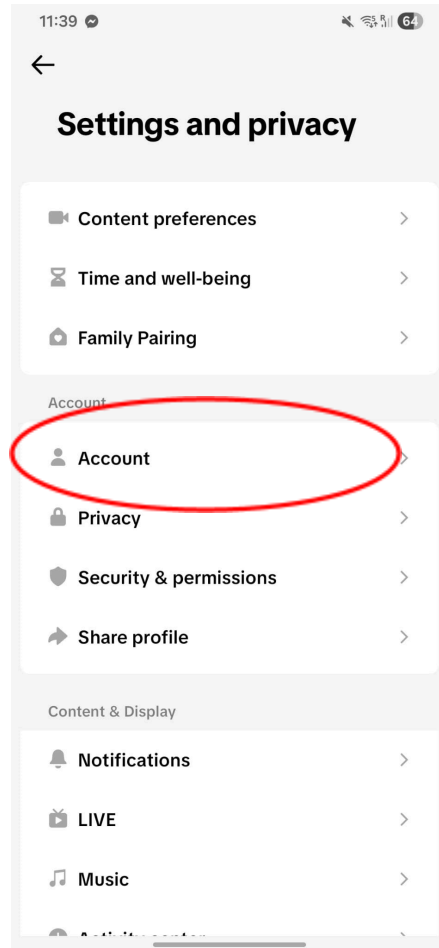 11:39
64
Settings and privacy
Content preferences
Time and well-being
Family Pairing
Account
Account
Privacy
Security & permissions
Share profile
Content & Display
Notifications
LIVE
Music